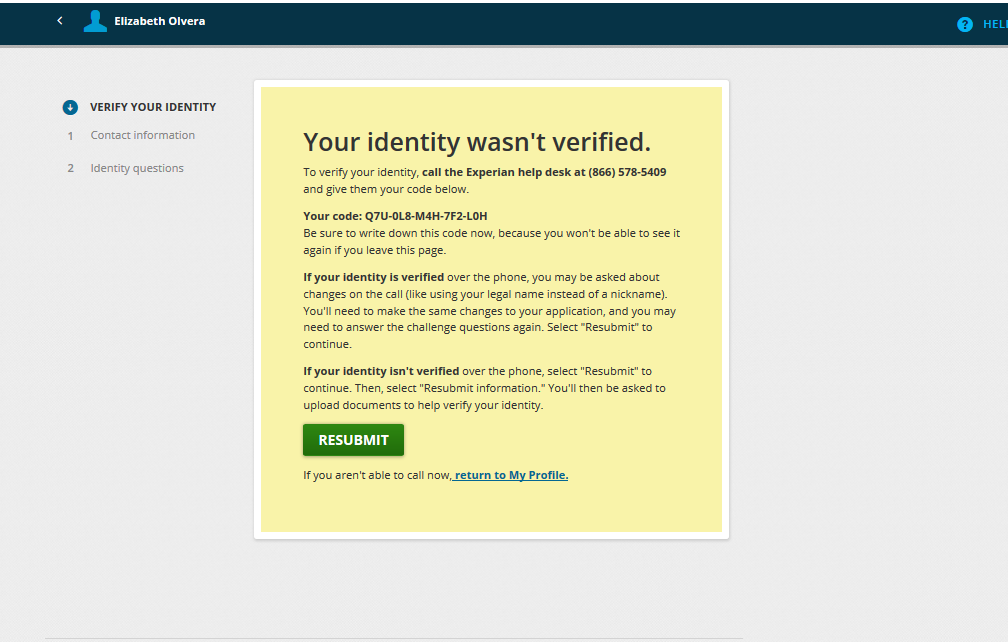 Elizabeth Olvera
? HELP
VERIFY YOUR IDENTITY
1 Contact information
2 Identity questions
Your identity wasn't verified.
To verify your identity, call the Experian help desk at (866) 578-5409
and give them your code below.
Your code: Q7U-0L8-M4H-7F2-L0H
Be sure to write down this code now, because you won't be able to see it
again if you leave this page.
If your identity is verified over the phone, you may be asked about
changes on the call (like using your legal name instead of a nickname).
You'll need to make the same changes to your application, and you may
need to answer the challenge questions again. Select "Resubmit" to
continue.
If your identity isn't verified over the phone, select "Resubmit" to
continue. Then, select "Resubmit information." You'll then be asked to
upload documents to help verify your identity.
RESUBMIT
If you aren't able to call now, return to My Profile.